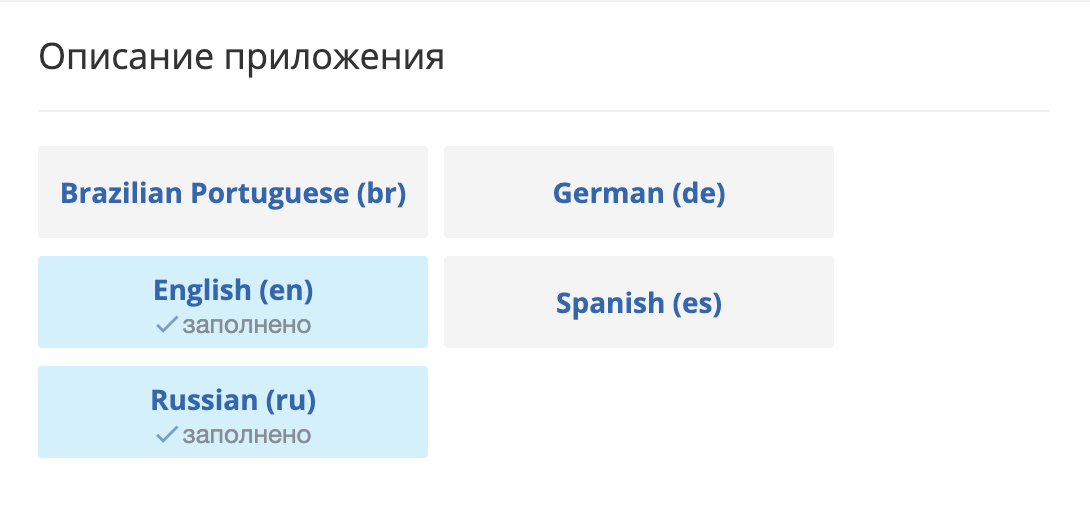 Описание приложения
Brazilian Portuguese (br)
German (de)
English (en)
заполнено
Spanish (es)
Russian (ru)
заполнено